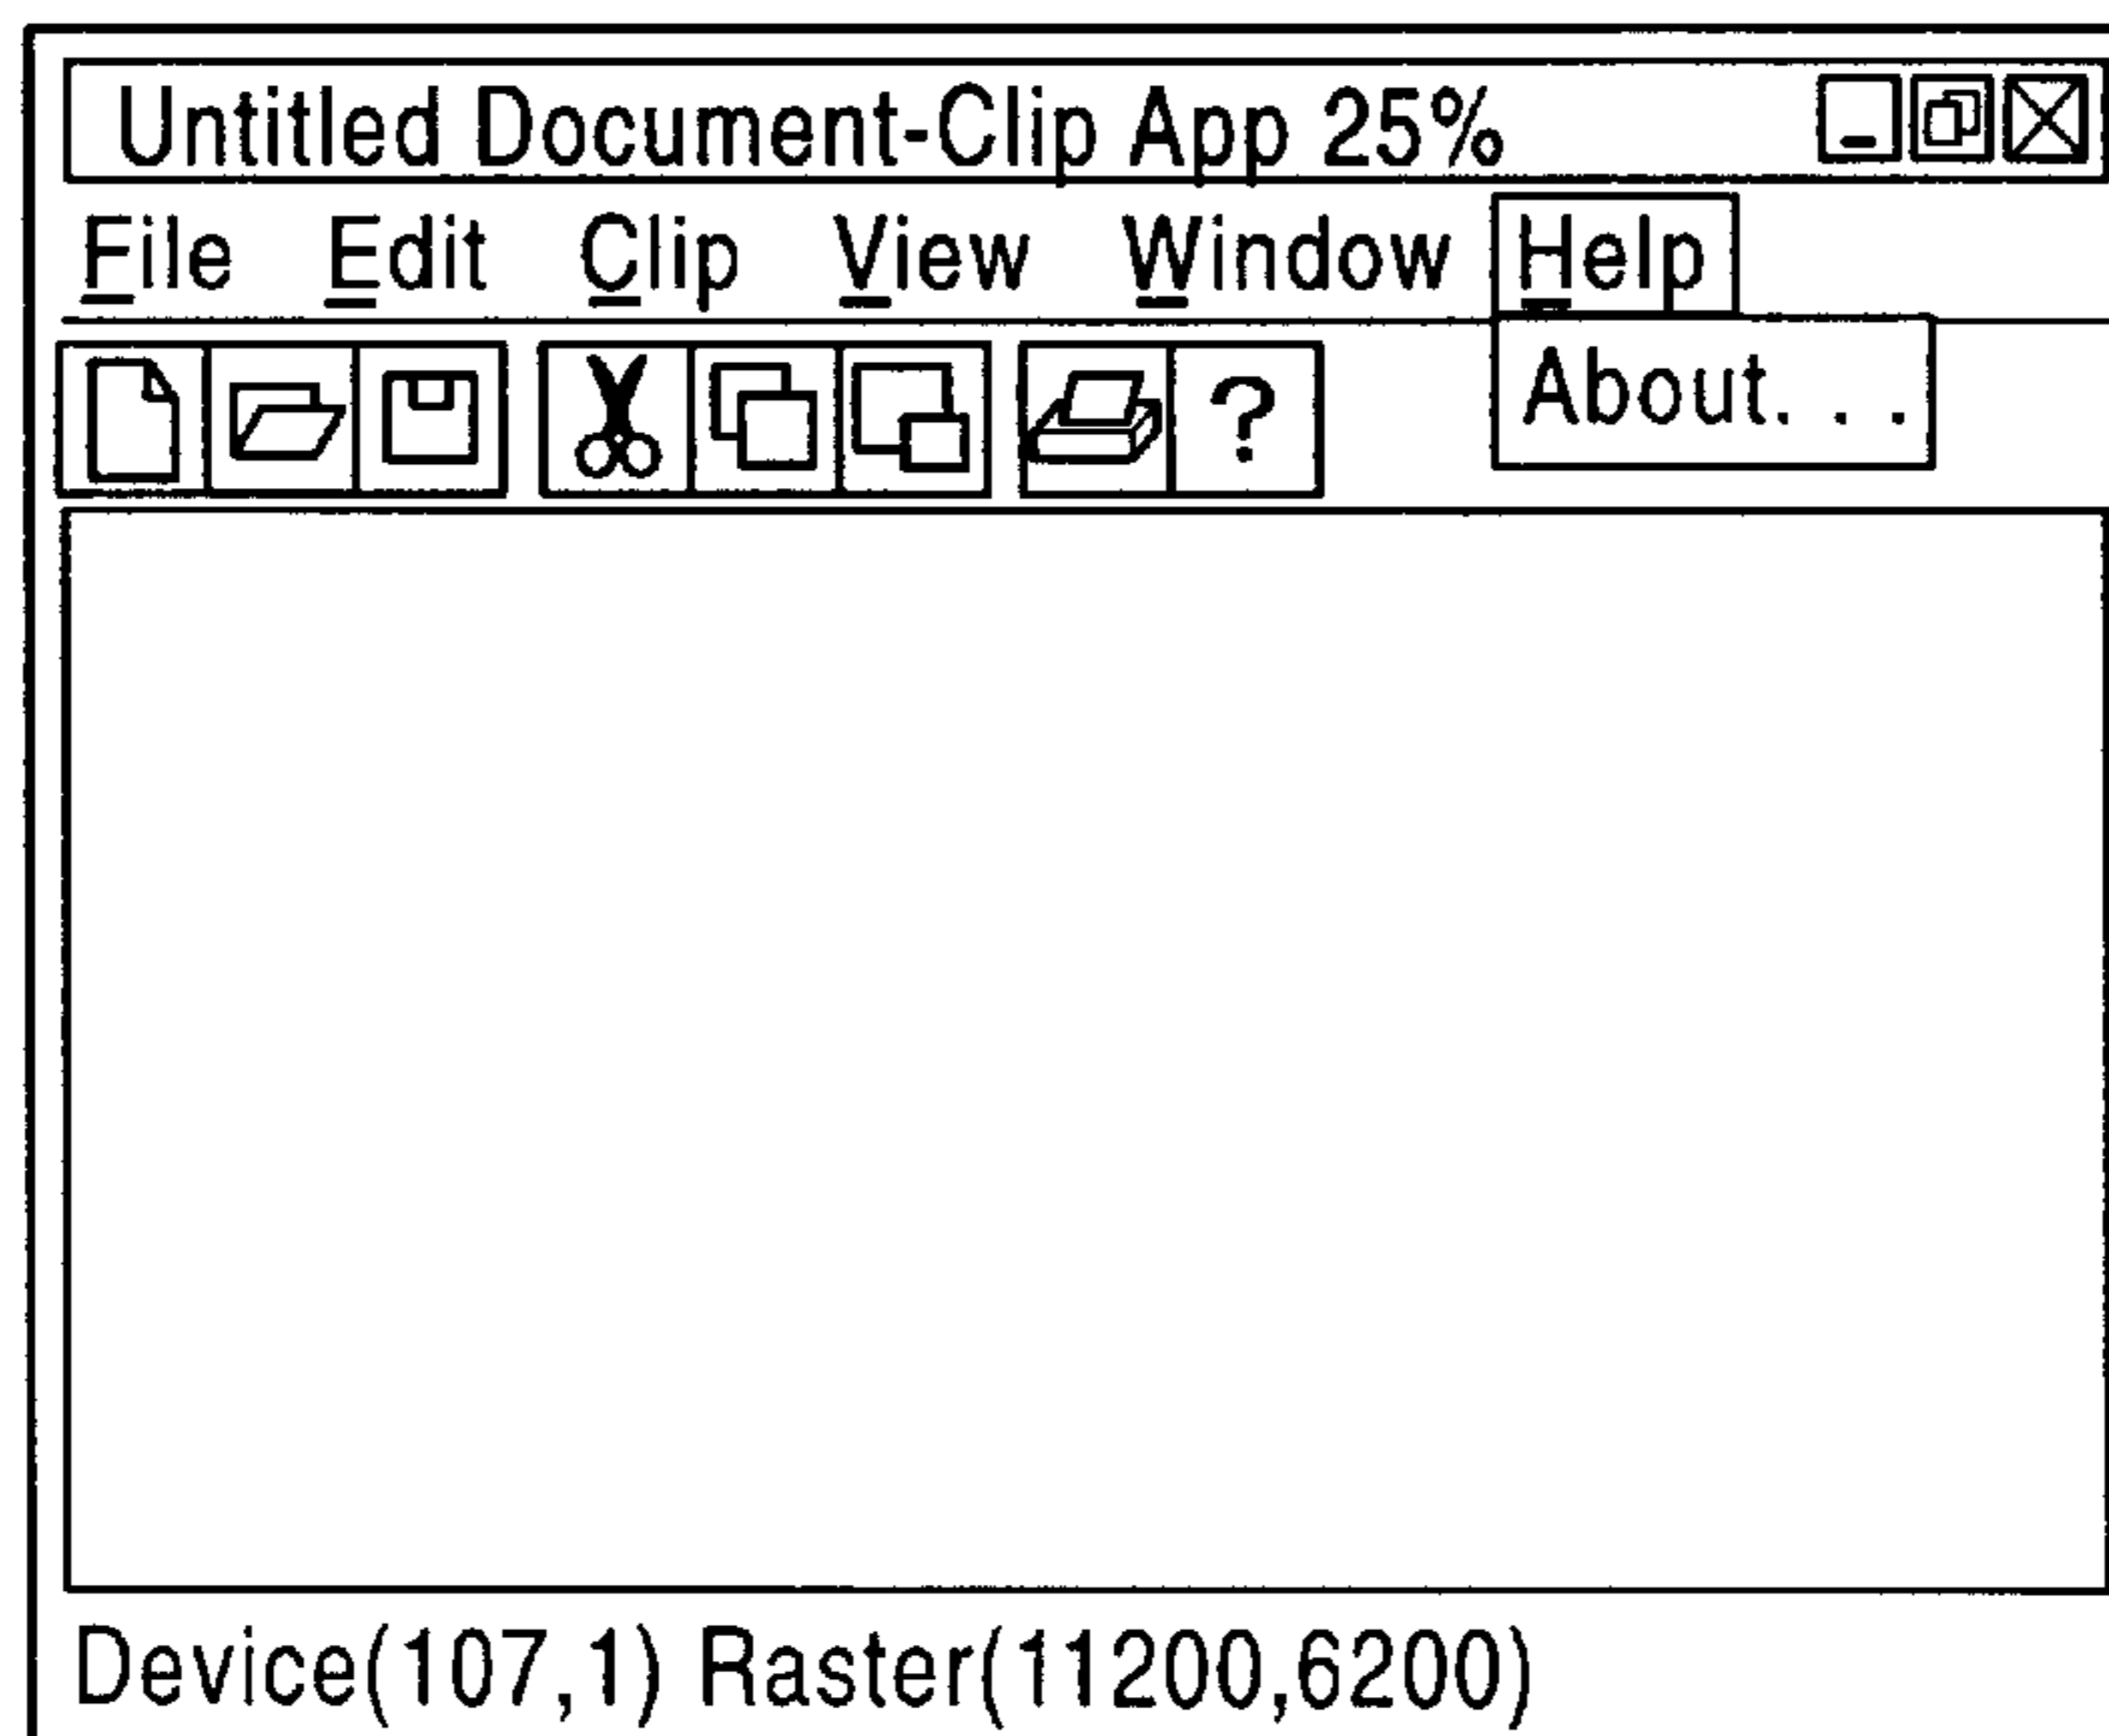 Untitled Document-Clip App 25%
File Edit Clip View Window Help
About. . .
?
Device(107,1) Raster(11200,6200)